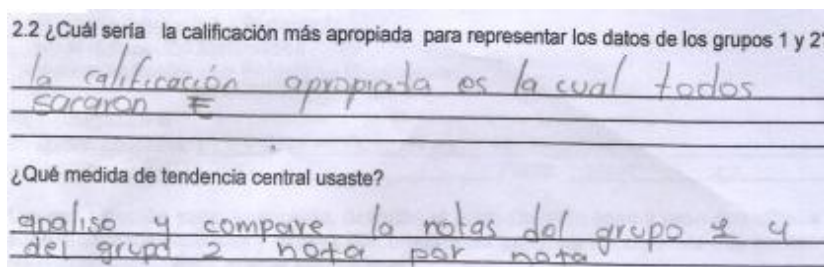 2.2 ¿Cuál sería la calificación más apropiada para representar los datos de los grupos 1 y 2?
la calificación apropiata es la cual todos
sacaron E
¿Qué medida de tendencia central usaste?
analiso y compare la notas del grupo 1 y
del grupo 2 nota por nota